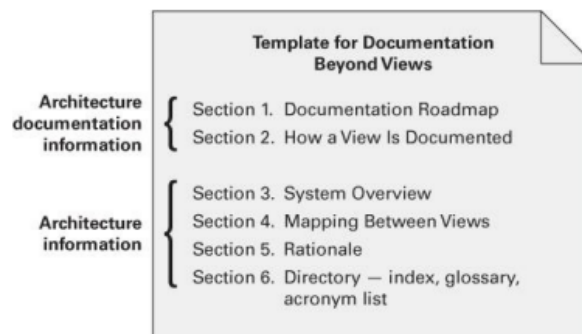 Template for Documentation
Beyond Views
Architecture
documentation
information
Section 1. Documentation Roadmap
Section 2. How a View Is Documented
Architecture
information
Section 3. System Overview
Section 4. Mapping Between Views
Section 5. Rationale
Section 6. Directory — index, glossary,
acronym list